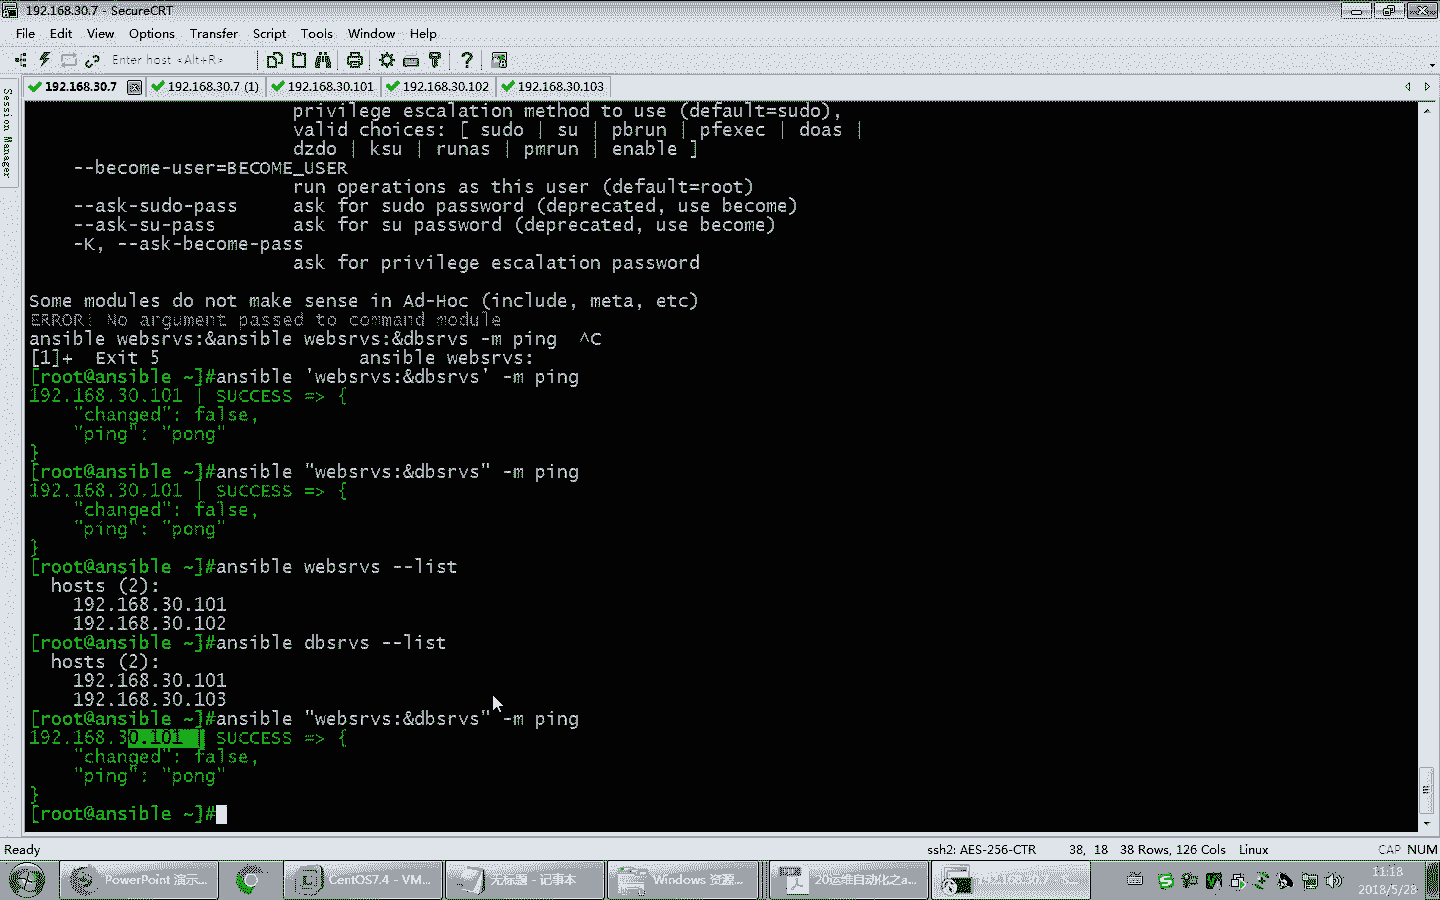 192.168.30.7 - SecureCRT
File Edit View Options Transfer Script Tools Window Help
Enter host <Alt+R>
192.168.30.7 192.168.30.7 (1) 192.168.30.101 192.168.30.102 192.168.30.103
Session Manager
privilege escalation method to use (default=sudo),
valid choices: [ sudo | su | pbrun | pfexec | doas |
dzdo | ksu | runas | pmrun | enable ]
--become-user=BECOME_USER
run operations as this user (default=root)
--ask-sudo-pass ask for sudo password (deprecated, use become)
--ask-su-pass ask for su password (deprecated, use become)
-K, --ask-become-pass
ask for privilege escalation password
Some modules do not make sense in Ad-Hoc (include, meta, etc)
ERROR! No argument passed to command module
ansible websrvs:&ansible websrvs:&dbsrvs -m ping ^C
[1]+ Exit 5 ansible websrvs:
[root@ansible ~]#ansible 'websrvs:&dbsrvs' -m ping
192.168.30.101 | SUCCESS => {
"changed": false,
"ping": "pong"
}
[root@ansible ~]#ansible "websrvs:&dbsrvs" -m ping
192.168.30.101 | SUCCESS => {
"changed": false,
"ping": "pong"
}
[root@ansible ~]#ansible websrvs --list
hosts (2):
192.168.30.101
192.168.30.102
[root@ansible ~]#ansible dbsrvs --list
hosts (2):
192.168.30.101
192.168.30.103
[root@ansible ~]#ansible "websrvs:&dbsrvs" -m ping
192.168.30.101 | SUCCESS => {
"changed": false,
"ping": "pong"
}
[root@ansible ~]#
Ready ssh2: AES-256-CTR 38, 18 38 Rows, 126 Cols Linux CAP NUM
PowerPoint 演示... CentOS7.4 - VM... 无标题 - 记事本 Windows 资源... 20运维自动化之a... 192.168.30.7 - S...
11:18
2018/5/28